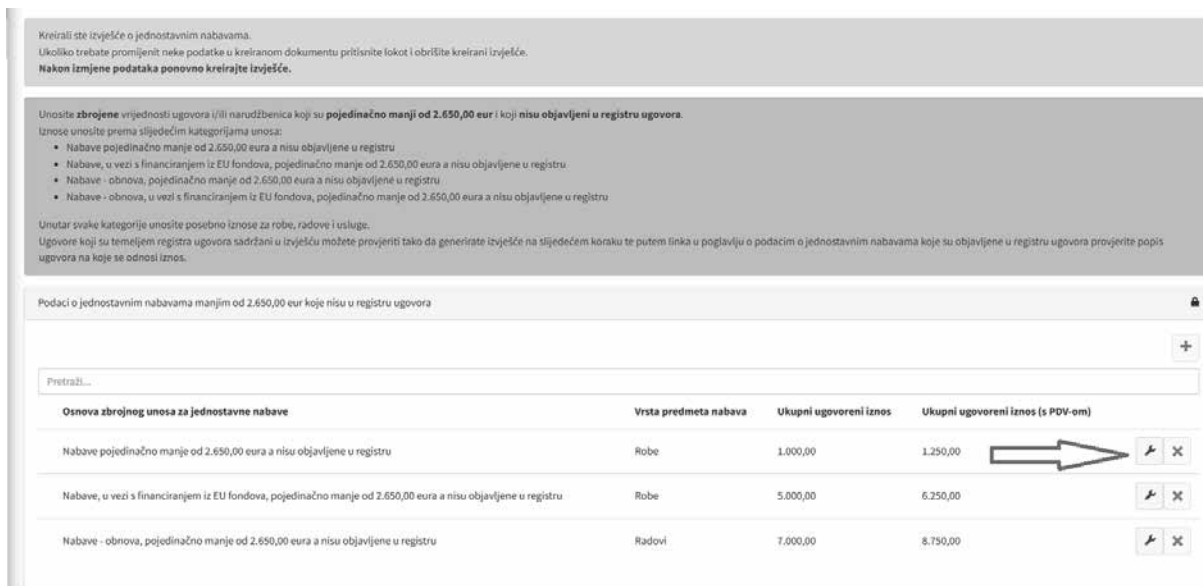 Kreirali ste izvješće o jednostavnim nabavama.
Ukoliko trebate promijenit neke podatke u kreiranom dokumentu pritisnite lokot i obrišite kreirani izvješće.
Nakon izmjene podataka ponovno kreirajte izvješće.
Unosite zbrojene vrijednosti ugovora i/ili narudžbenica koji su pojedinačno manji od 2.650,00 eur i koji nisu objavljeni u registru ugovora.
Iznose unosite prema slijedećim kategorijama unosa:
• Nabave pojedinačno manje od 2.650,00 eura a nisu objavljene u registru
• Nabave, u vezi s financiranjem iz EU fondova, pojedinačno manje od 2.650,00 eura a nisu objavljene u registru
• Nabave - obnova, pojedinačno manje od 2.650,00 eura a nisu objavljene u registru
• Nabave - obnova, u vezi s financiranjem iz EU fondova, pojedinačno manje od 2.650,00 eura a nisu objavljene u registru
Unutar svake kategorije unosite posebno iznose za robe, radove i usluge.
Ugovore koji su temeljem registra ugovora sadržani u izvješću možete provjeriti tako da generirate izvješće na slijedećem koraku te putem linka u poglavlju o podacim o jednostavnim nabavama koje su objavljene u registru ugovora provjerite popis
ugovora na koje se odnosi iznos.
Podaci o jednostavnim nabavama manjim od 2.650,00 eur koje nisu u registru ugovora
Pretraži...
Osnova zbrojnog unosa za jednostavne nabave Vrsta predmeta nabava Ukupni ugovoreni iznos Ukupni ugovoreni iznos (s PDV-om)
Nabave pojedinačno manje od 2.650,00 eura a nisu objavljene u registru Robe 1.000,00 1.250,00
Nabave, u vezi s financiranjem iz EU fondova, pojedinačno manje od 2.650,00 eura a nisu objavljene u registru Robe 5.000,00 6.250,00
Nabave - obnova, pojedinačno manje od 2.650,00 eura a nisu objavljene u registru Radovi 7.000,00 8.750,00